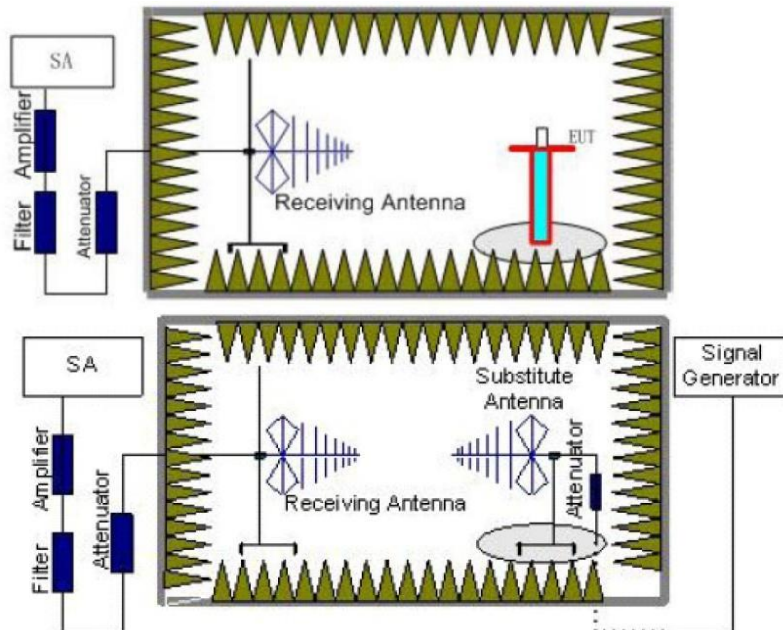 SA
Amplifier
Filter
Attenuator
Receiving Antenna
EUT
SA
Amplifier
Filter
Attenuator
Receiving Antenna
Substitute
Antenna
Attenuator
Signal
Generator